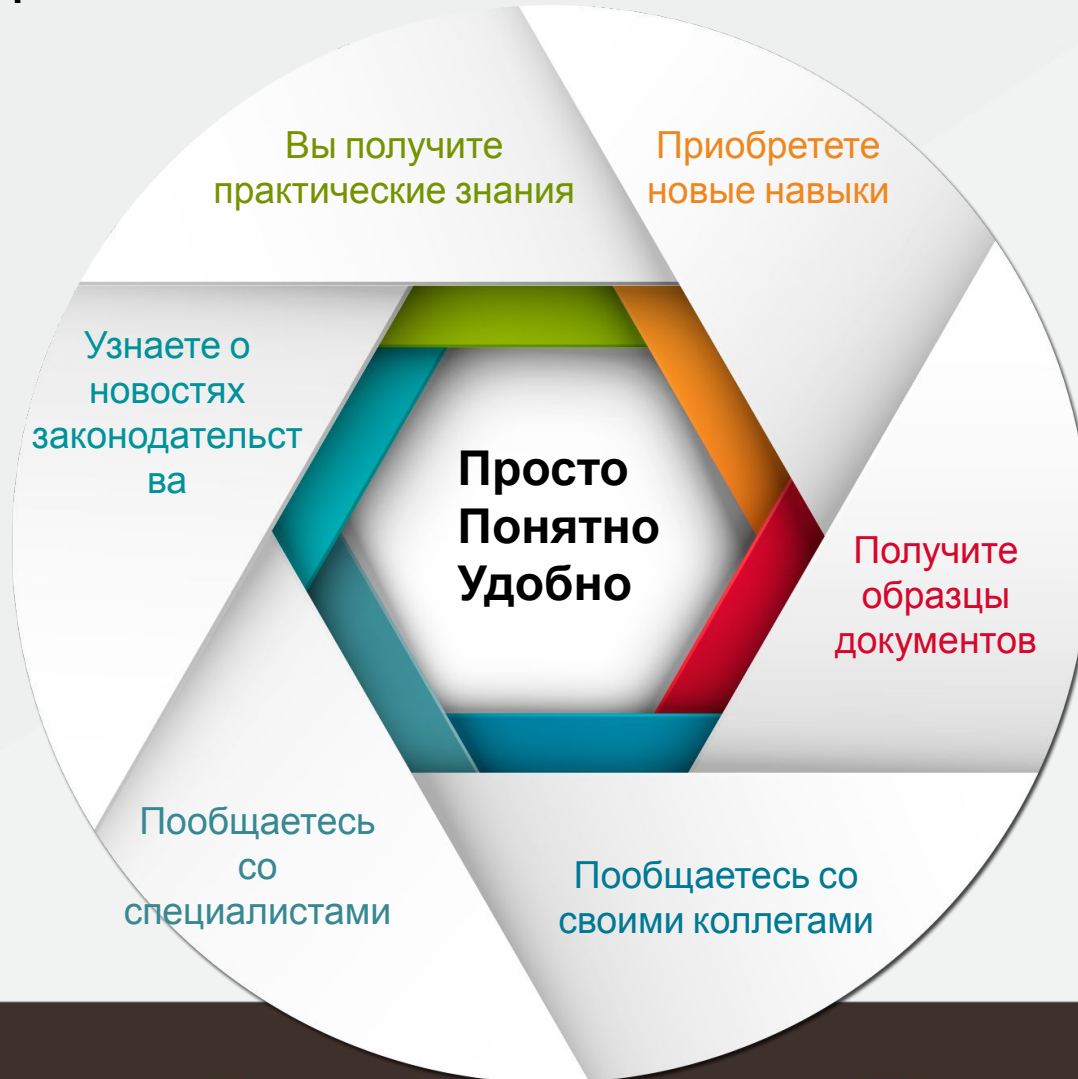 Вы получите
практические знания
Приобретете
новые навыки
Узнаете о
новостях
законодательст
ва
Просто
Понятно
Удобно
Получите
образцы
документов
Пообщаетесь
со
специалистами
Пообщаетесь со
своими коллегами